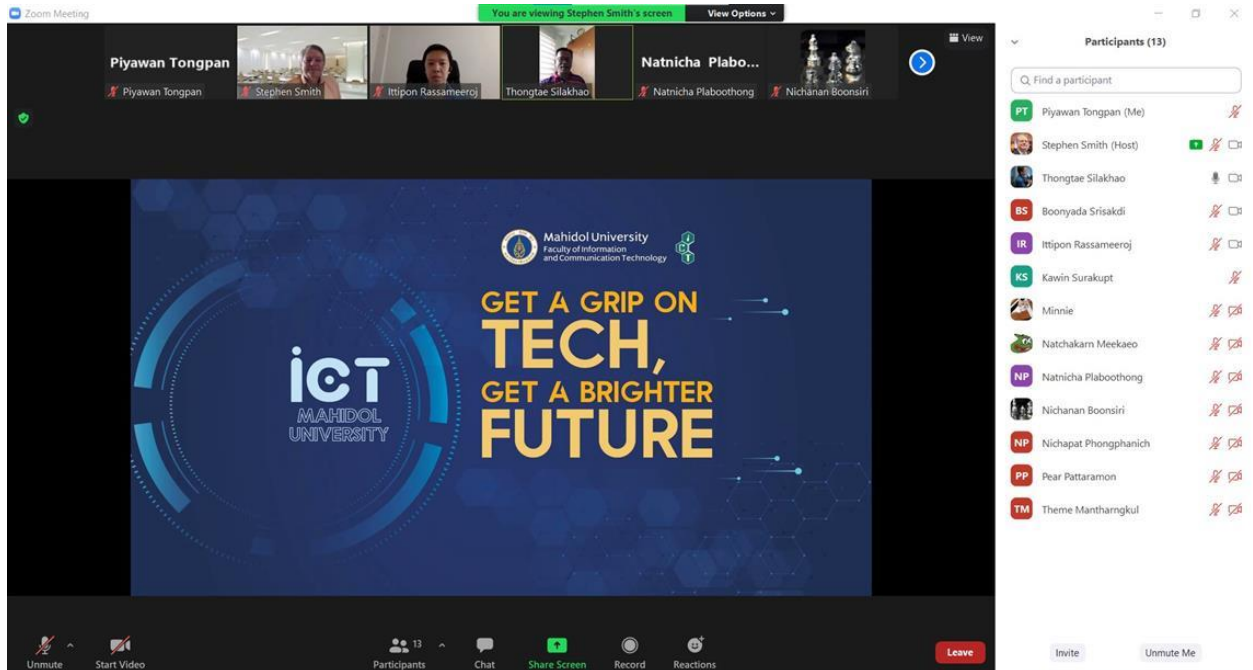 Zoom Meeting
You are viewing Stephen Smith's screen View Options
Piyawan Tongpan
Natnicha Plabo...
View
Piyawan Tongpan
Stephen Smith
Ittipon Rassameeroj
Thongtae Silakhao
Natnicha Plaboothong
Nichanan Boonsiri
Mahidol University
Faculty of Information
and Communication Technology
GET A GRIP ON
TECH,
GET A BRIGHTER
FUTURE
ICT
MAHIDOL
UNIVERSITY
Unmute
Start Video
13
Participants
Chat
Share Screen
Record
Reactions
Leave
Participants (13)
Find a participant
PT Piyawan Tongpan (Me)
Stephen Smith (Host)
Thongtae Silakhao
BS Boonyada Srisakdi
IR Ittipon Rassameeroj
KS Kawin Surakupt
Minnie
Natchakarn Meekaeo
NP Natnicha Plaboothong
Nichanan Boonsiri
NP Nichapat Phongphanich
PP Pear Pattaramon
TM Theme Mantharngkul
Invite
Unmute Me